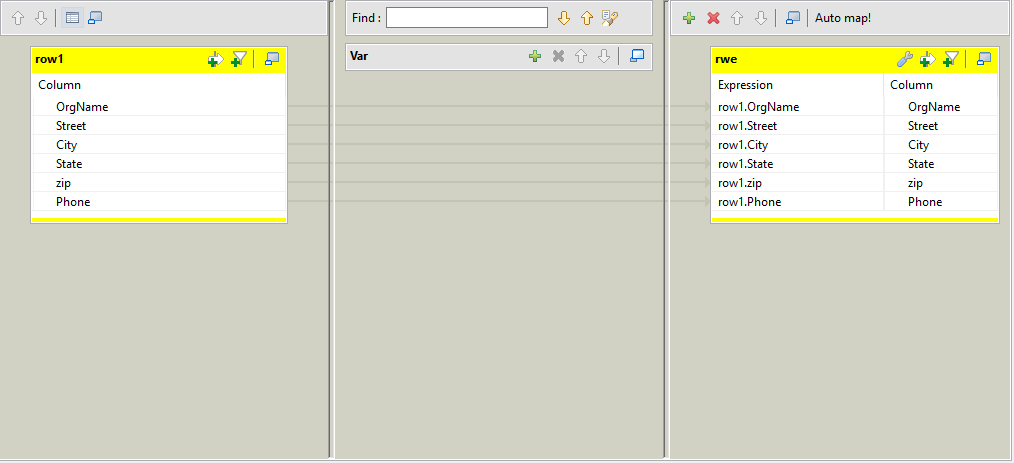 Find :
Auto map!
row1
Var
rwe
Column
Expression Column
OrgName
row1.OrgName OrgName
Street
row1.Street Street
City
row1.City City
State
row1.State State
zip
row1.zip zip
Phone
row1.Phone Phone